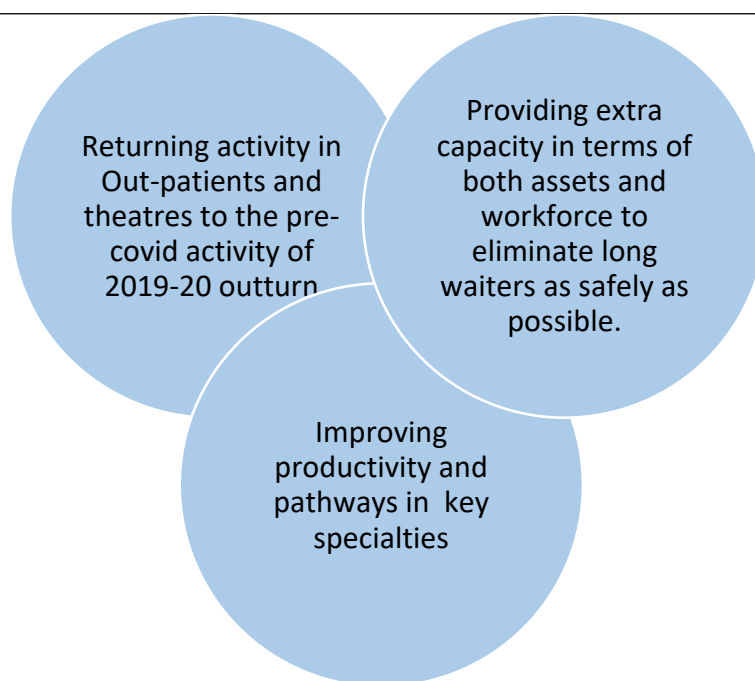 Returning activity in
Out-patients and
theatres to the pre-
covid activity of
2019-20 outturn
Providing extra
capacity in terms of
both assets and
workforce to
eliminate long
waiters as safely as
possible.
Improving
productivity and
pathways in  key
specialties